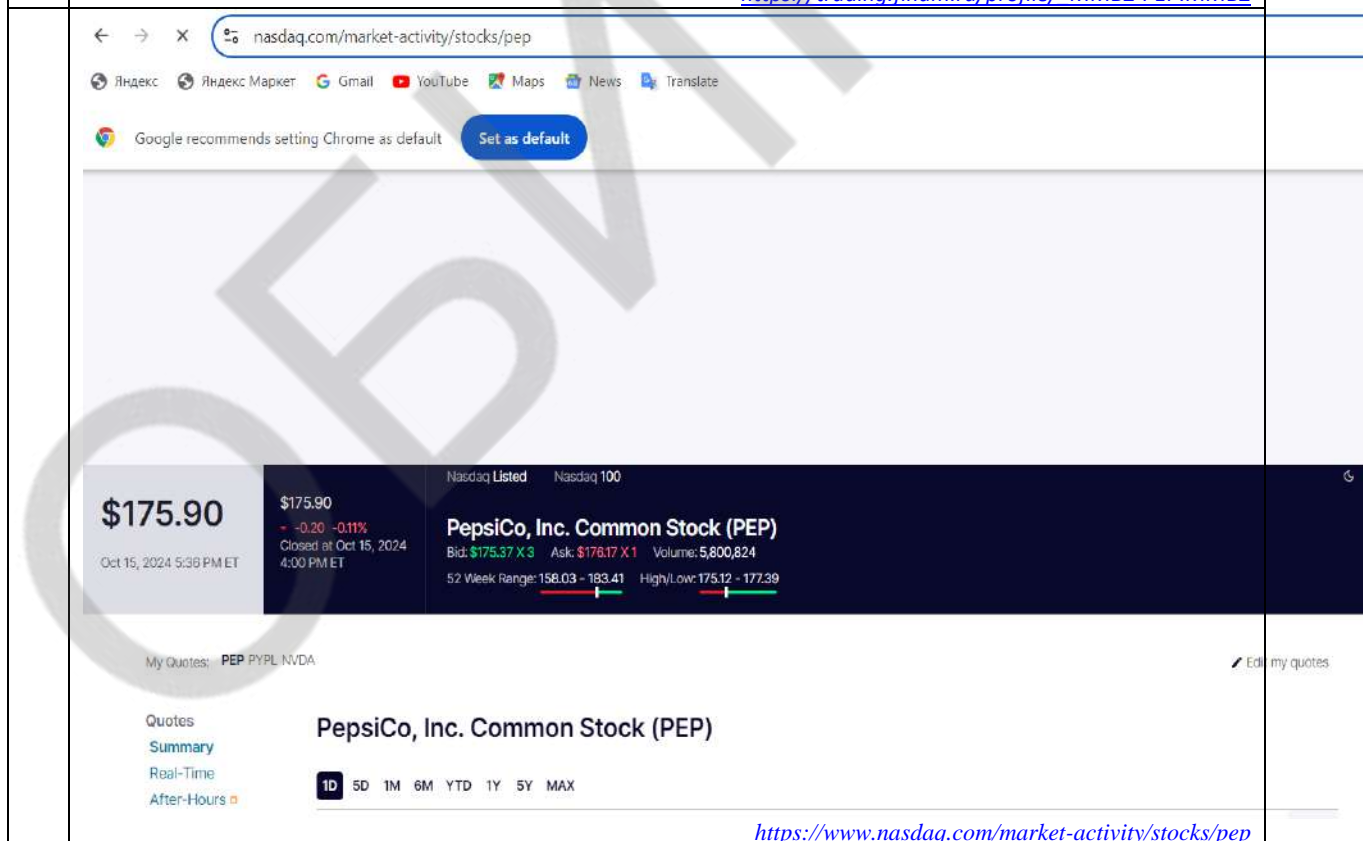 nasdaq.com/market-activity/stocks/pep
Яндекс Яндекс Маркет Gmail YouTube Maps News Translate
Google recommends setting Chrome as default Set as default
Nasdaq Listed Nasdaq 100
$175.90
Oct 15, 2024 5:36 PM ET
$175.90
-0.20 -0.11%
Closed at Oct 15, 2024
4:00 PM ET
PepsiCo, Inc. Common Stock (PEP)
Bid: $175.37 X 3 Ask: $176.17 X 1 Volume: 5,800,824
52 Week Range: 158.03 - 183.41 High/Low: 175.12 - 177.39
My Quotes: PEP PYPL NVDA
Edit my quotes
Quotes
Summary
Real-Time
After-Hours
PepsiCo, Inc. Common Stock (PEP)
1D 5D 1M 6M YTD 1Y 5Y MAX
https://www.nasdaq.com/market-activity/stocks/pep